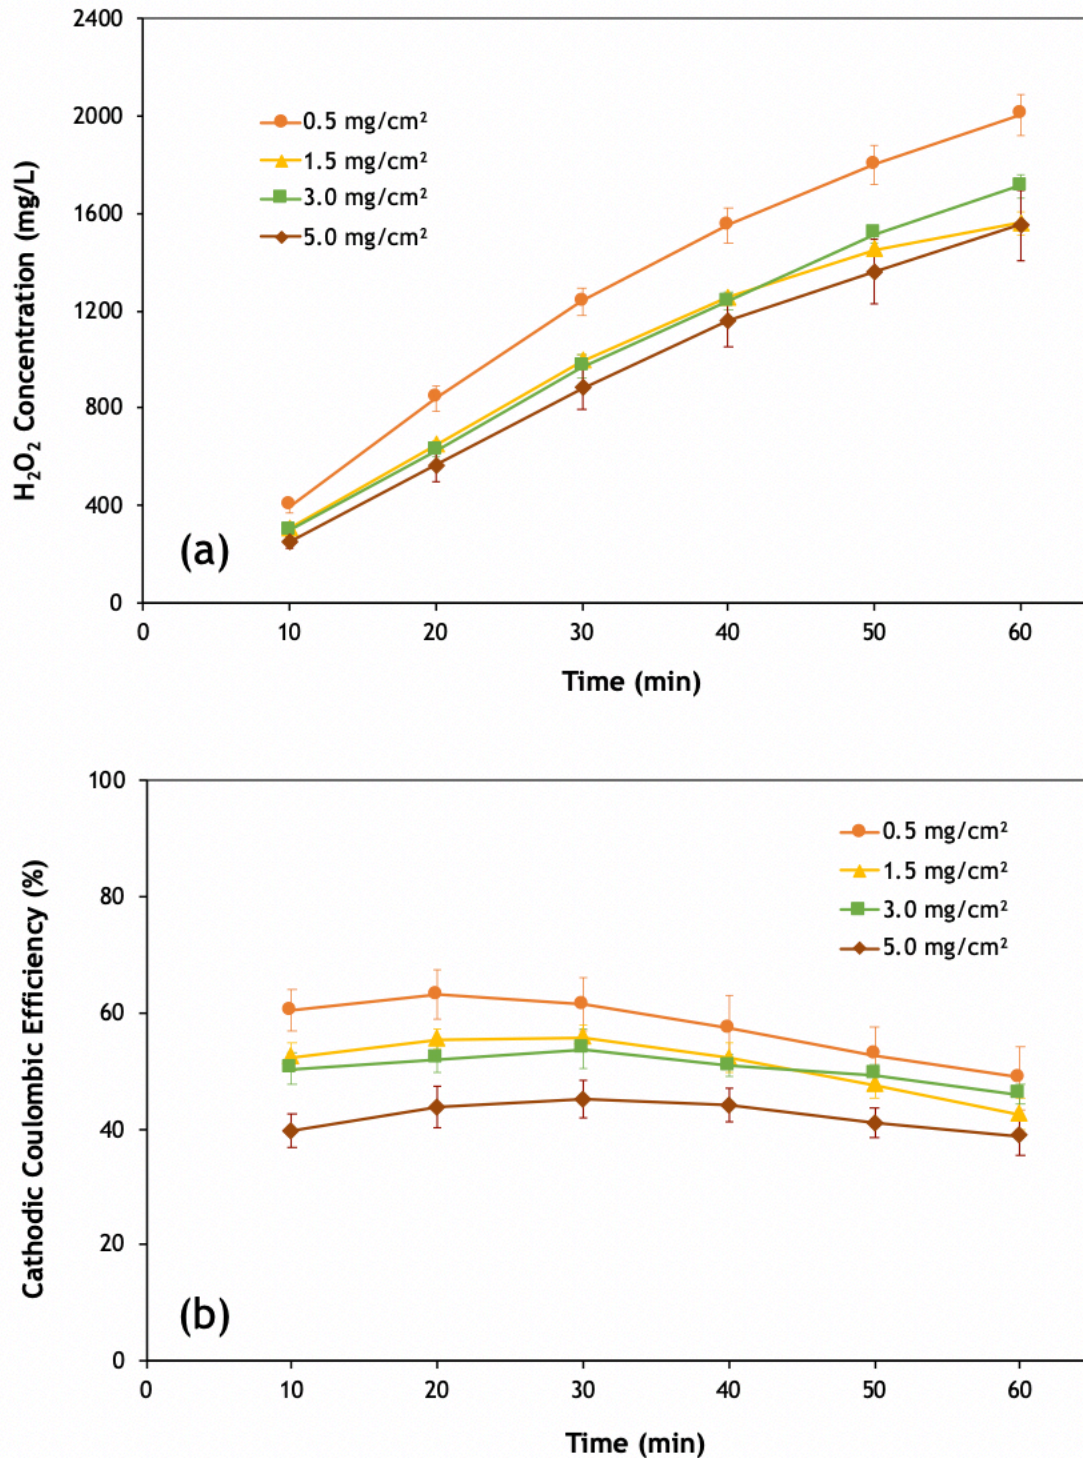 2400
2000
1600
1200
800
400
0
H₂O₂ Concentration (mg/L)
0.5 mg/cm²
1.5 mg/cm²
3.0 mg/cm²
5.0 mg/cm²
(a)
0 10 20 30 40 50 60
Time (min)
100
80
60
40
20
0
Cathodic Coulombic Efficiency (%)
0.5 mg/cm²
1.5 mg/cm²
3.0 mg/cm²
5.0 mg/cm²
(b)
0 10 20 30 40 50 60
Time (min)